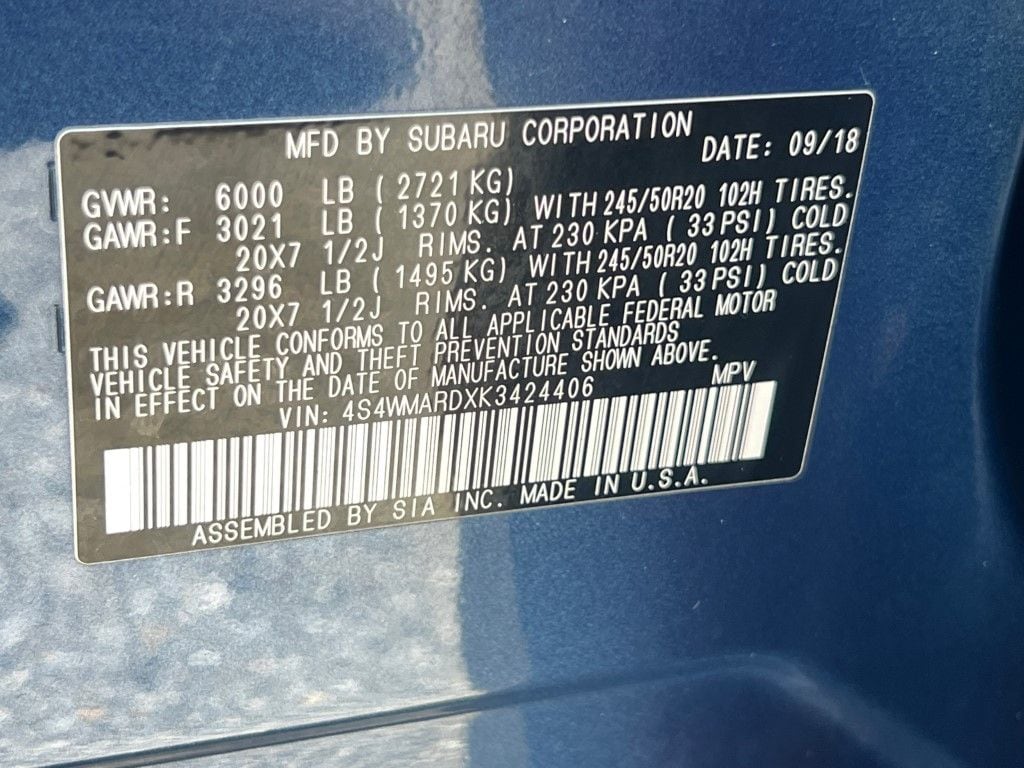 MFD BY SUBARU CORPORATION DATE: 09/18
GVWR: 6000 LB ( 2721 KG)
GAWR:F 3021 LB ( 1370 KG) WITH 245/50R20 102H TIRES.
20X7 1/2J RIMS. AT 230 KPA ( 33 PSI) COLD
GAWR:R 3296 LB ( 1495 KG) WITH 245/50R20 102H TIRES.
20X7 1/2J RIMS. AT 230 KPA ( 33 PSI) COLD
THIS VEHICLE CONFORMS TO ALL APPLICABLE FEDERAL MOTOR
VEHICLE SAFETY AND THEFT PREVENTION STANDARDS
IN EFFECT ON THE DATE OF MANUFACTURE SHOWN ABOVE.
VIN: 4S4WMARDXK3424406 MPV
ASSEMBLED BY SIA INC. MADE IN U.S.A.